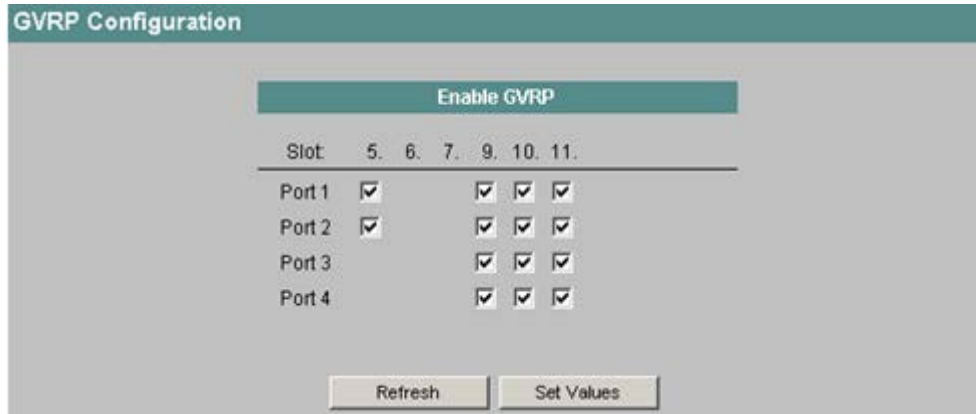 GVRP Configuration
Enable GVRP
Slot: 5. 6. 7. 9. 10. 11.
Port 1
Port 2
Port 3
Port 4
Refresh Set Values